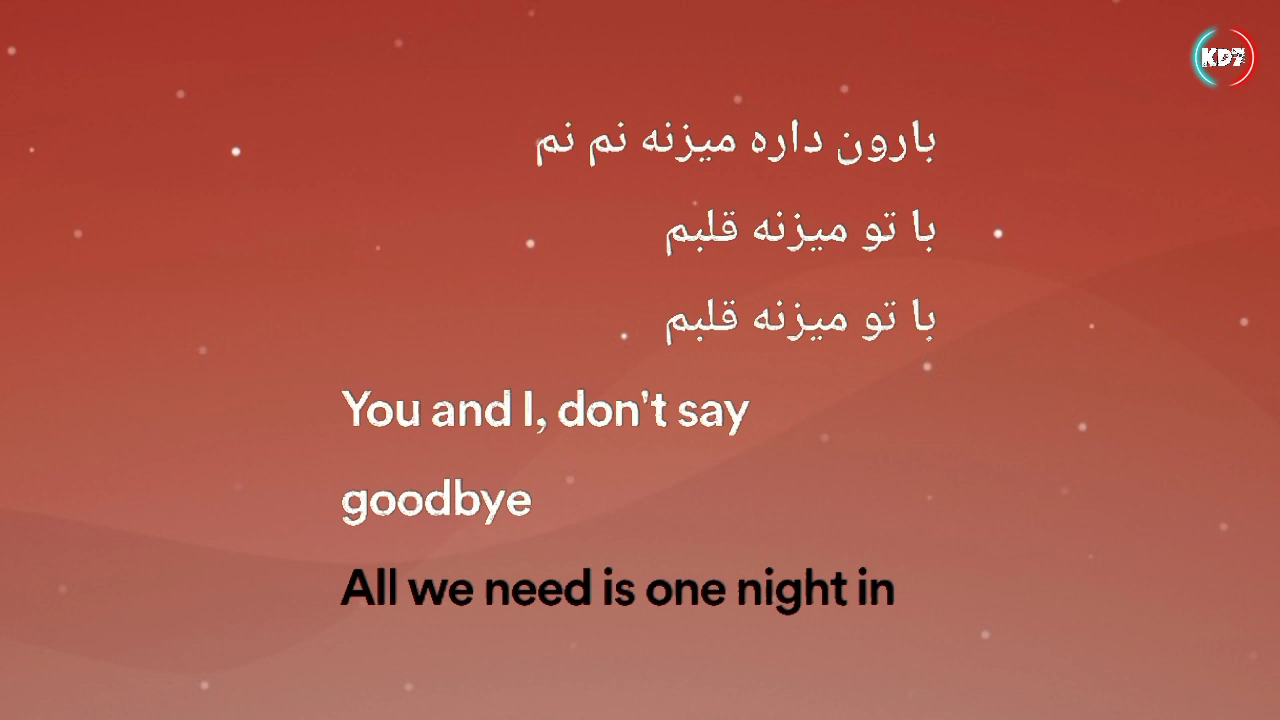 KD7
بارون داره میزنه نم نم
با تو میزنه قلبم
با تو میزنه قلبم
You and I, don't say
goodbye
All we need is one night in